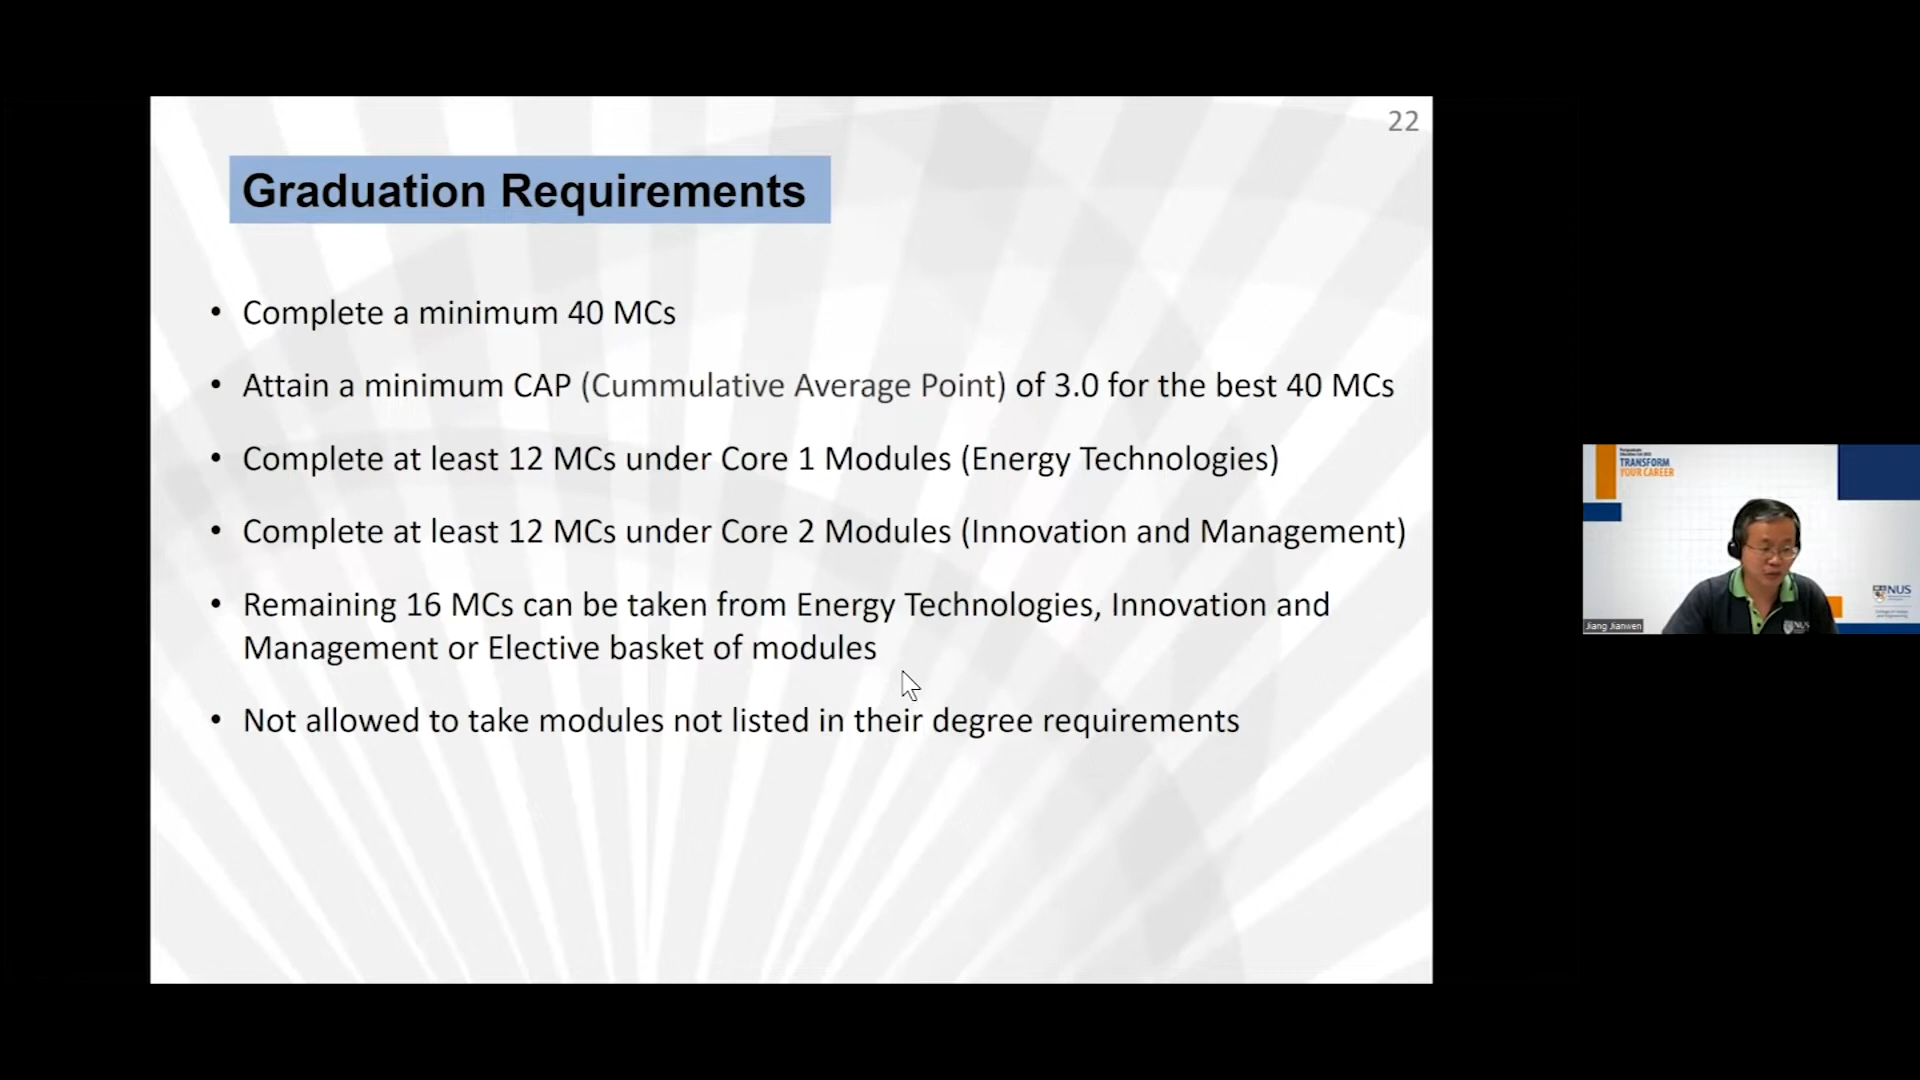 22
Graduation Requirements
• Complete a minimum 40 MCs
• Attain a minimum CAP (Cummulative Average Point) of 3.0 for the best 40 MCs
• Complete at least 12 MCs under Core 1 Modules (Energy Technologies)
• Complete at least 12 MCs under Core 2 Modules (Innovation and Management)
• Remaining 16 MCs can be taken from Energy Technologies, Innovation and
Management or Elective basket of modules
• Not allowed to take modules not listed in their degree requirements
TRANSFORM
YOUR CAREER
NUS
NUS
Jiang Jianwen